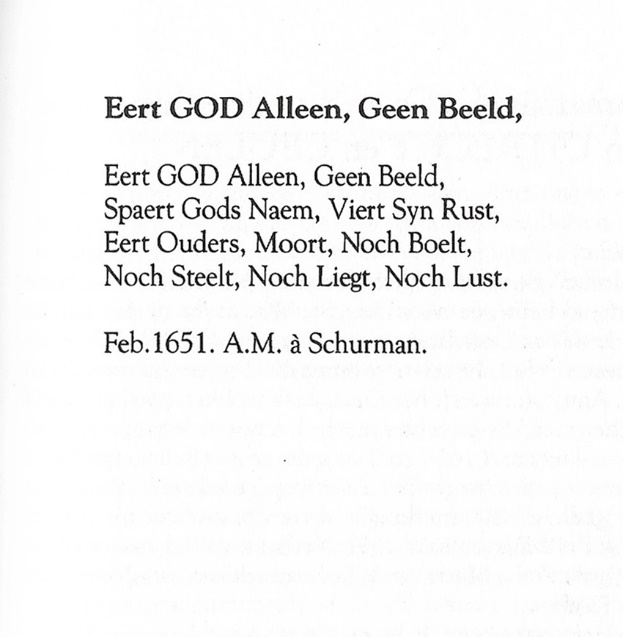 Eert GOD Alleen, Geen Beeld,
Eert GOD Alleen, Geen Beeld,
Spaert Gods Naem, Viert Syn Rust,
Eert Ouders, Moort, Noch Boelt,
Noch Steelt, Noch Liegt, Noch Lust.
Feb.1651. A.M. à Schurman.